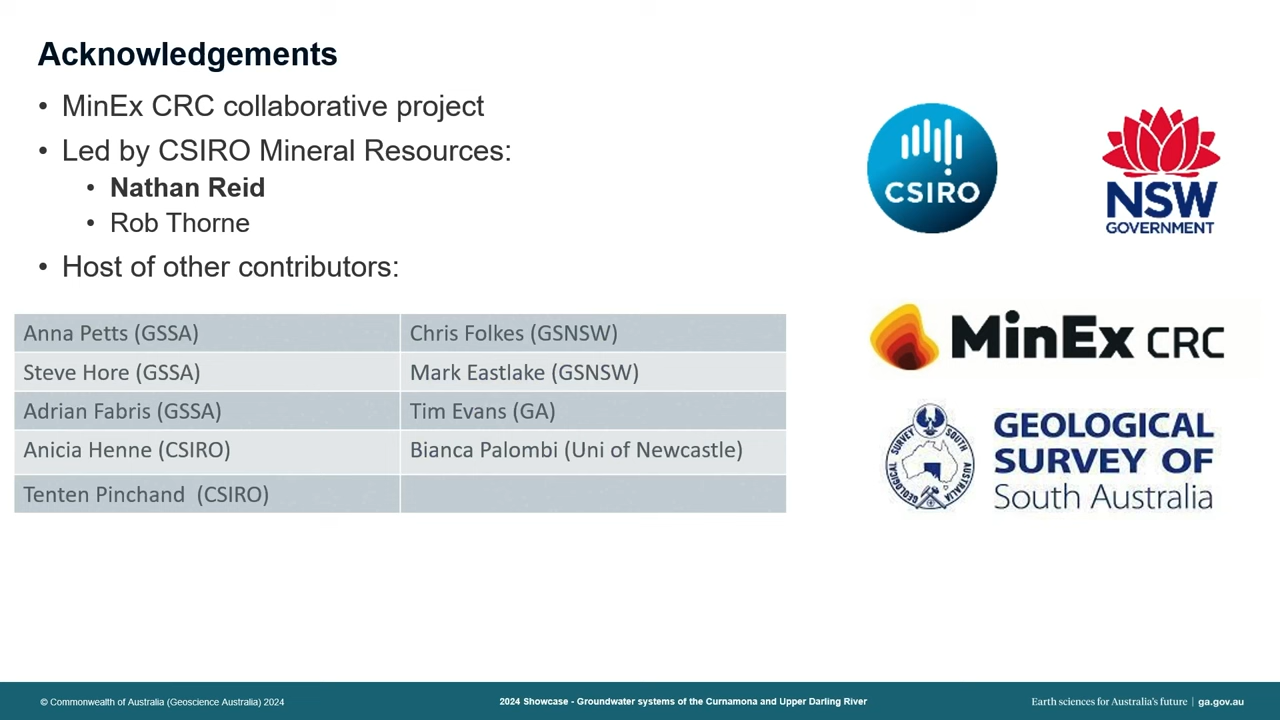 Acknowledgements
• MinEx CRC collaborative project
• Led by CSIRO Mineral Resources:
• Nathan Reid
• Rob Thorne
• Host of other contributors:
Anna Petts (GSSA) Chris Folkes (GSNSW)
Steve Hore (GSSA) Mark Eastlake (GSNSW)
Adrian Fabris (GSSA) Tim Evans (GA)
Anicia Henne (CSIRO) Bianca Palombi (Uni of Newcastle)
Tenten Pinchand (CSIRO)
CSIRO
NSW
GOVERNMENT
MinEx CRC
GEOLOGICAL SURVEY SOUTH AUSTRALIA
GEOLOGICAL
SURVEY OF
South Australia
© Commonwealth of Australia (Geoscience Australia) 2024
2024 Showcase - Groundwater systems of the Curnamona and Upper Darling River
Earth sciences for Australia's future | ga.gov.au